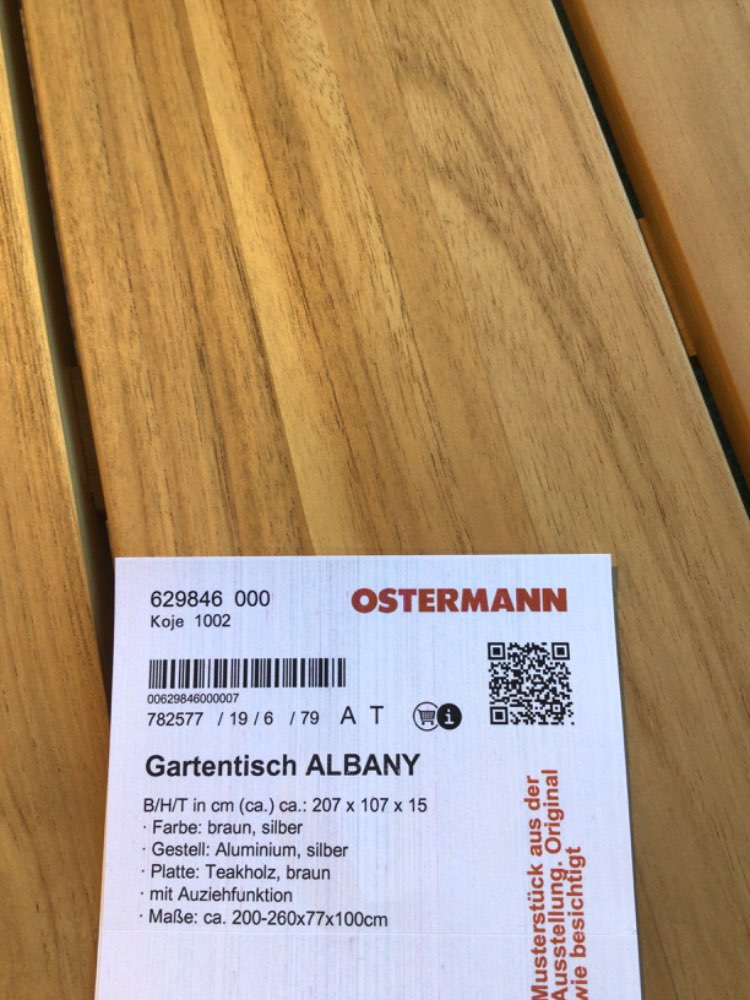 629846 000
OSTERMANN
Koje 1002
00629846000007
782577 / 19 / 6 / 79 A T
i
Gartentisch ALBANY
B/H/T in cm (ca.) ca.: 207 x 107 x 15
· Farbe: braun, silber
· Gestell: Aluminium, silber
· Platte: Teakholz, braun
· mit Auziehfunktion
· Maße: ca. 200-260x77x100cm
Musterstück aus der
Ausstellung. Original
wie besichtigt